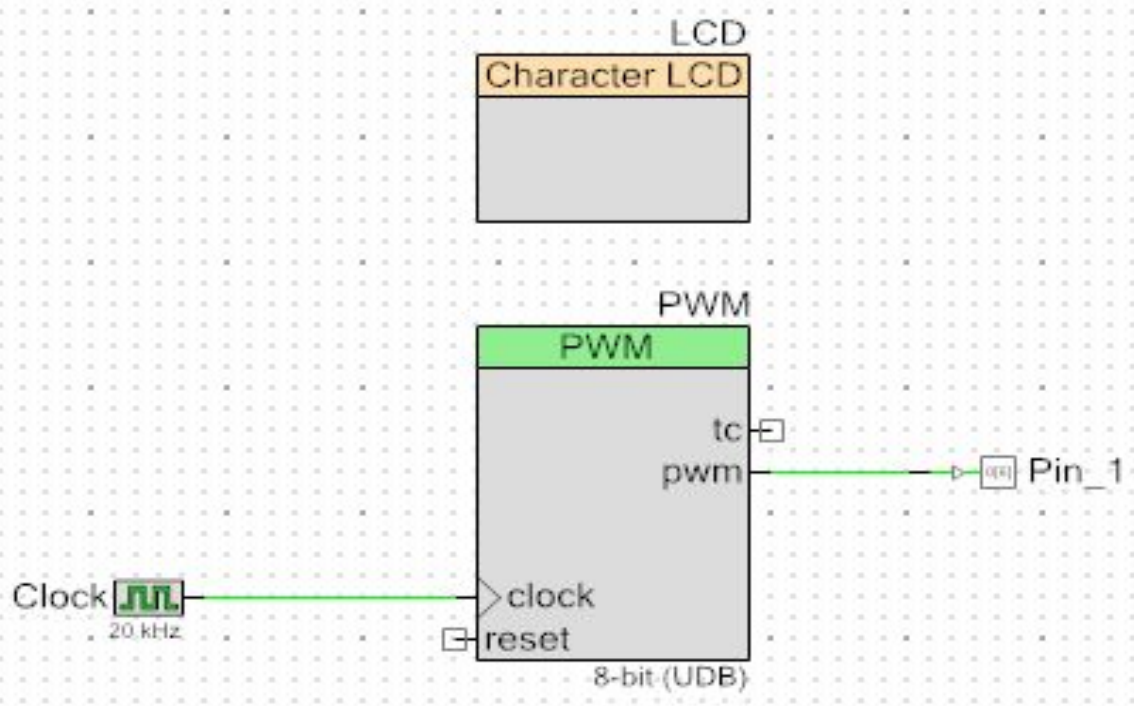 LCD
Character LCD
PWM
PWM
tc
pwm
Pin_1
Clock
20 kHz
clock
reset
8-bit (UDB)